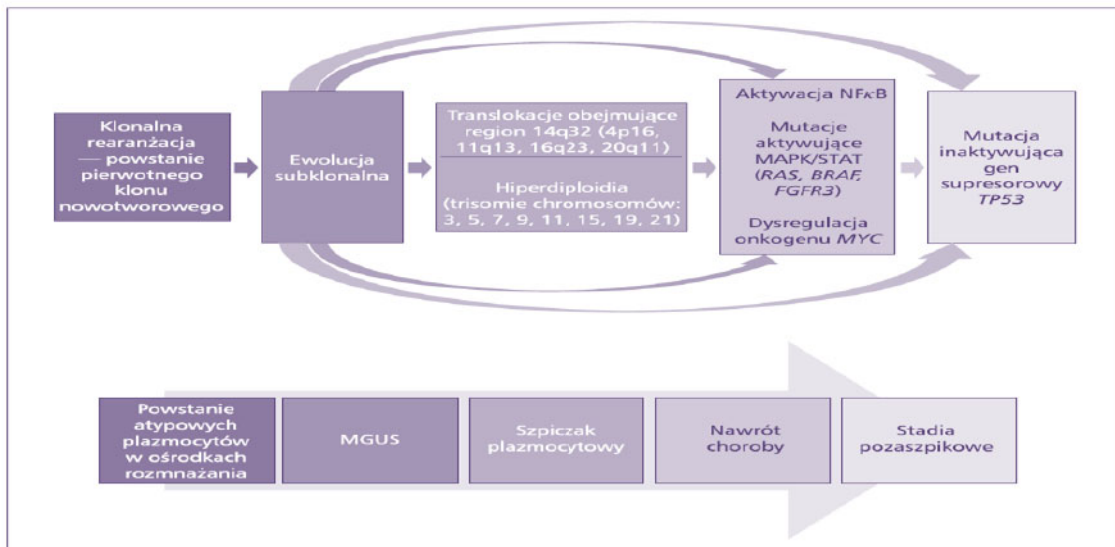 Klonalna
rearanżacja
— powstanie
pierwotnego klonu
nowotworowego
Ewolucja
subklonalna
Translokacje obejmujące
region 14q32 (4p16,
11q13, 16q23, 20q11)
Hiperdiploidia
(trisomie chromosomów:
3, 5, 7, 9, 11, 15, 19, 21)
Aktywacja NFκB
Mutacje
aktywujące
MAPK/STAT
(RAS, BRAF,
FGFR3)
Dysregulacja
onkogenu MYC
Mutacja
inaktywująca
gen
supresorowy
TP53
Powstanie
atypowych
plazmocytów
w ośrodkach
rozmnażania
MGUS
Szpiczak
plazmocytowy
Nawrót
choroby
Stadia
pozaszpikowe